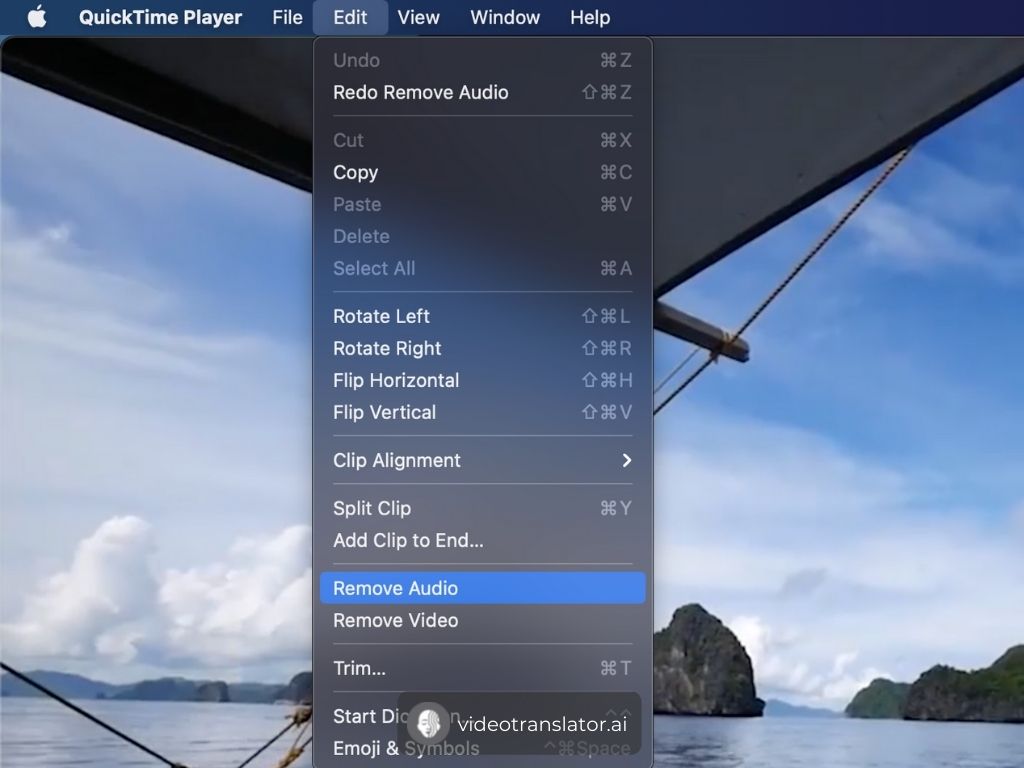 QuickTime Player File Edit View Window Help
Undo ⌘Z
Redo Remove Audio ⇧⌘Z
Cut ⌘X
Copy ⌘C
Paste ⌘V
Delete
Select All ⌘A
Rotate Left ⇧⌘L
Rotate Right ⇧⌘R
Flip Horizontal ⇧⌘H
Flip Vertical ⇧⌘V
Clip Alignment
Split Clip ⌘Y
Add Clip to End...
Remove Audio
Remove Video
Trim... ⌘T
Start
videotranslator.ai
Emoji & Symbols ^⌘Space